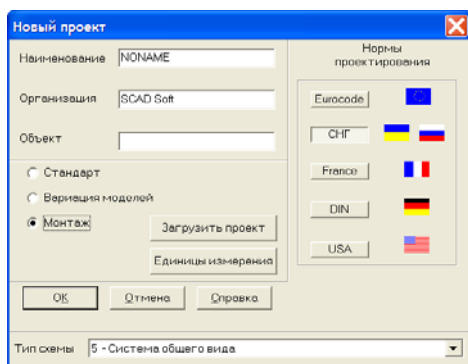 Новый проект
Наименование NONAME
Организация SCAD Soft
Объект
Стандарт
Вариация моделей
Монтаж
Загрузить проект
Единицы измерения
OK Отмена Справка
Нормы
проектирования
Eurocode
СНГ
France
DIN
USA
Тип схемы 5 - Система общего вида